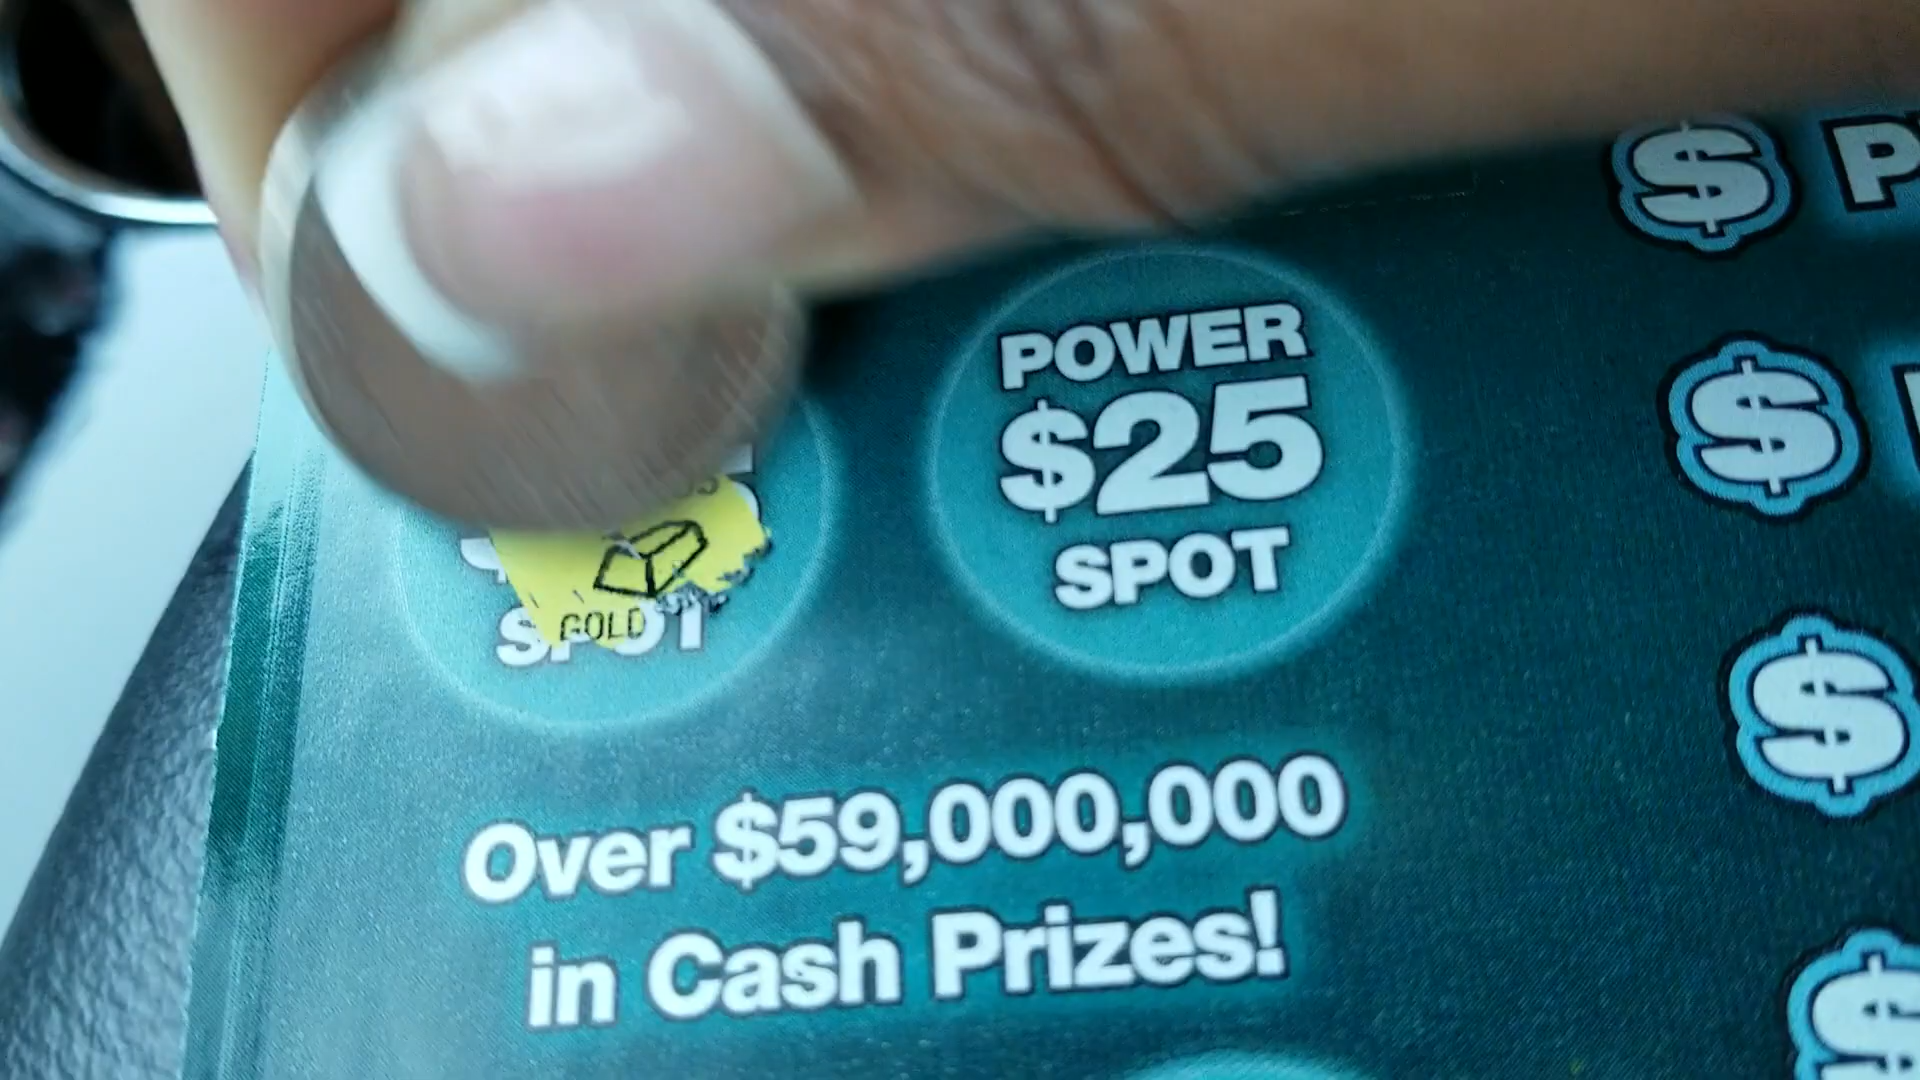 POWER
$25
SPOT
SPOT
GOLD
Over $59,000,000
in Cash Prizes!
$ P
$
$
$